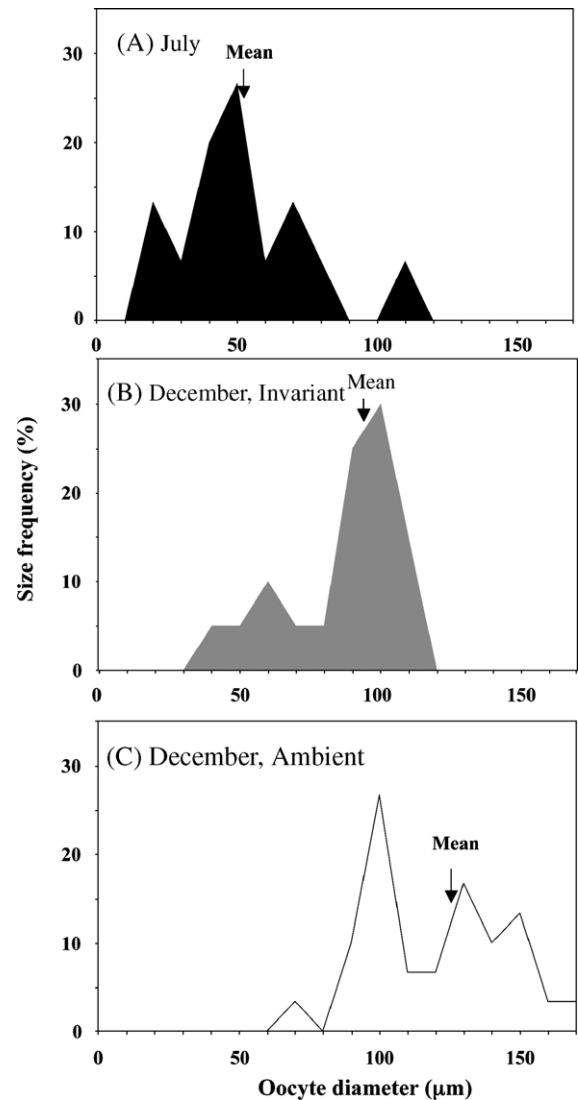 (A) July
Mean
30
20
10
0
0 50 100 150
(B) December, Invariant
Mean
30
20
10
0
0 50 100 150
(C) December, Ambient
Mean
30
20
10
0
0 50 100 150
Size frequency (%)
Oocyte diameter (μm)